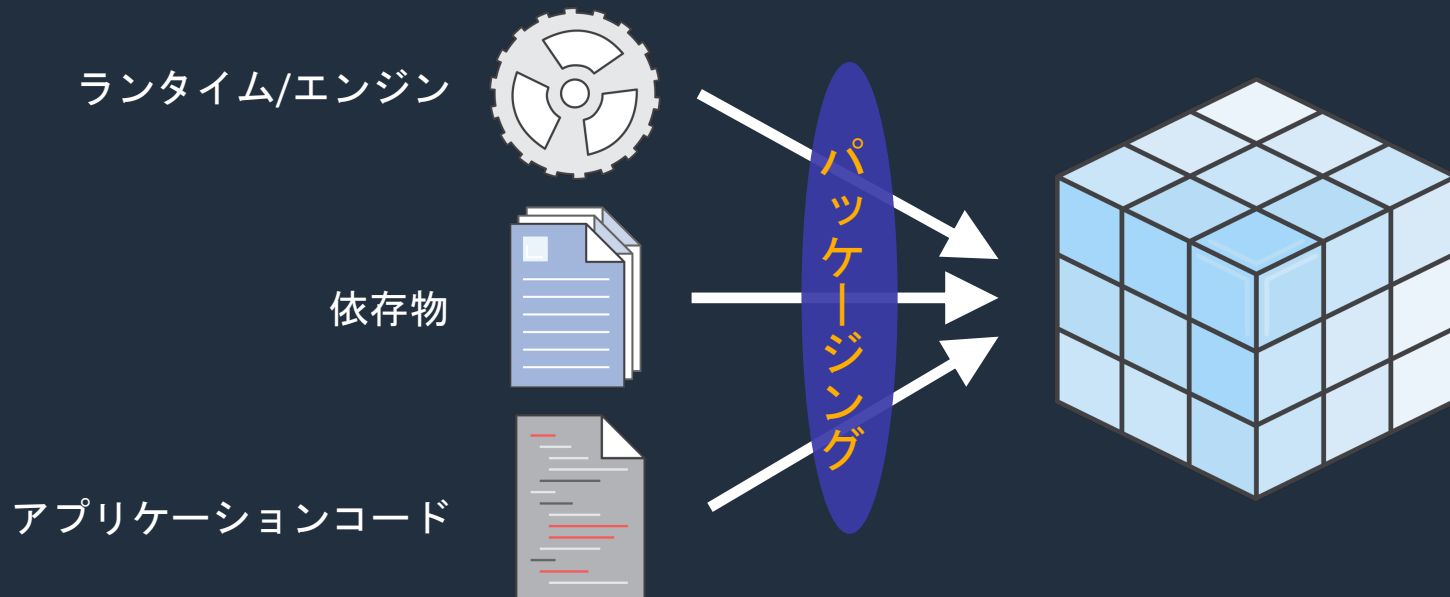 ランタイム/エンジン
パッケージング
依存物
アプリケーションコード